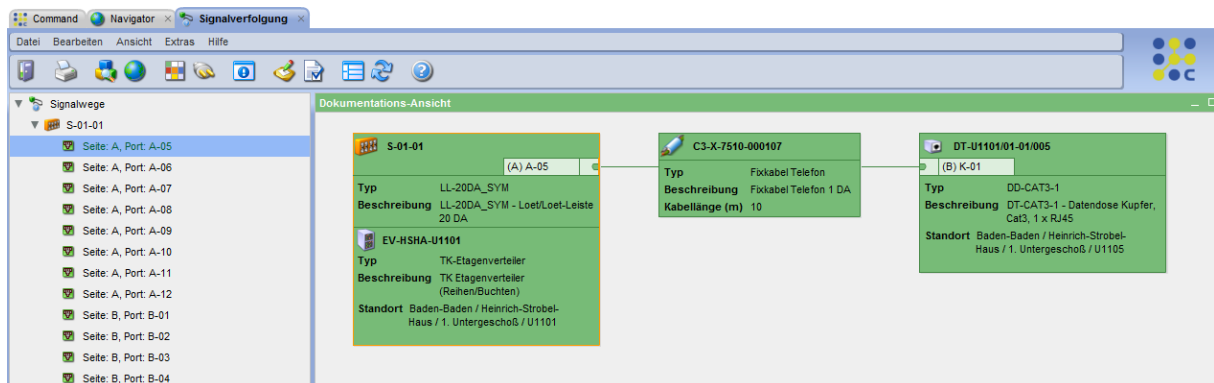 Command Navigator Signalverfolgung
Datei Bearbeiten Ansicht Extras Hilfe
Signalwege
S-01-01
Seite: A, Port: A-05
Seite: A, Port: A-06
Seite: A, Port: A-07
Seite: A, Port: A-08
Seite: A, Port: A-09
Seite: A, Port: A-10
Seite: A, Port: A-11
Seite: A, Port: A-12
Seite: B, Port: B-01
Seite: B, Port: B-02
Seite: B, Port: B-03
Seite: B, Port: B-04
Dokumentations-Ansicht
S-01-01
(A) A-05
Typ LL-20DA_SYM
Beschreibung LL-20DA_SYM - Loet/Loet-Leiste
20 DA
EV-HSHA-U1101
Typ TK-Etagenverteiler
Beschreibung TK Etagenverteiler
(Reihen/Buchten)
Standort Baden-Baden / Heinrich-Strobel-
Haus / 1. Untergeschoß / U1101
C3-X-7510-000107
Typ Fixkabel Telefon
Beschreibung Fixkabel Telefon 1 DA
Kabellänge (m) 10
DT-U1101/01-01/005
(B) K-01
Typ DD-CAT3-1
Beschreibung DT-CAT3-1 - Datendose Kupfer,
Cat3, 1 x RJ45
Standort Baden-Baden / Heinrich-Strobel-
Haus / 1. Untergeschoß / U1105
C